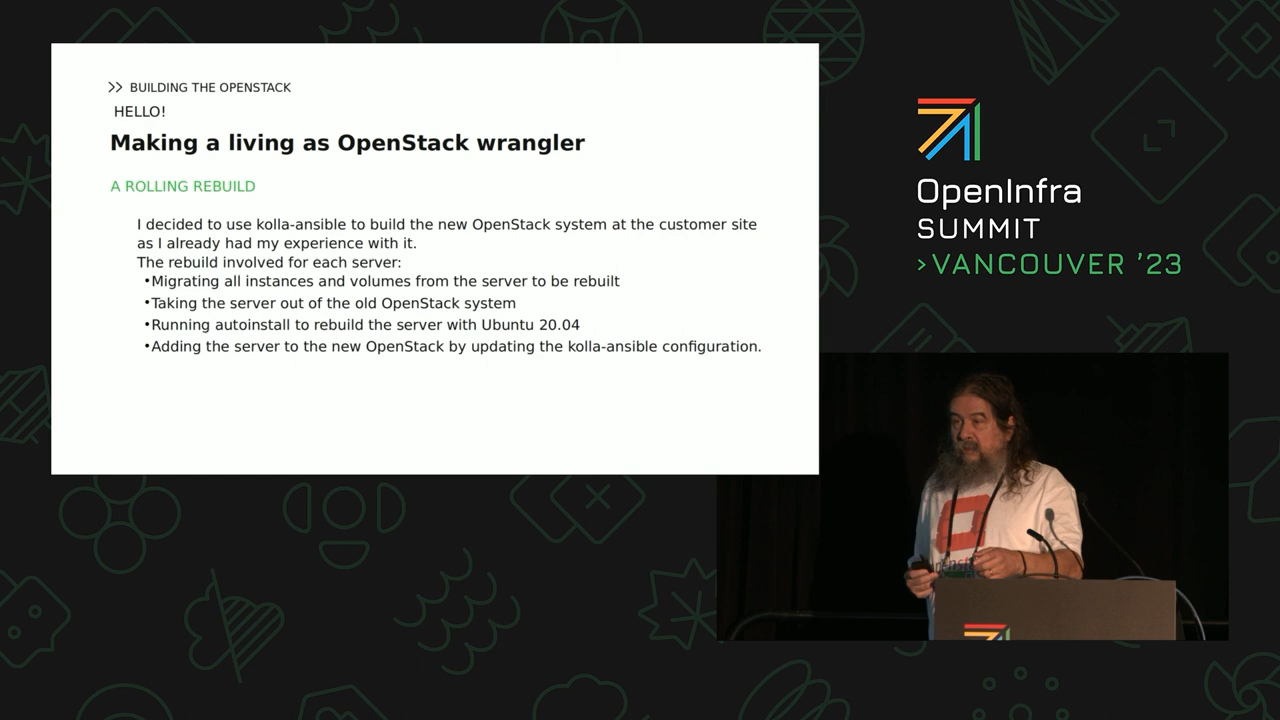 >> BUILDING THE OPENSTACK
HELLO!
Making a living as OpenStack wrangler
A ROLLING REBUILD
I decided to use kolla-ansible to build the new OpenStack system at the customer site
as I already had my experience with it.
The rebuild involved for each server:
•Migrating all instances and volumes from the server to be rebuilt
•Taking the server out of the old OpenStack system
•Running autoinstall to rebuild the server with Ubuntu 20.04
•Adding the server to the new OpenStack by updating the kolla-ansible configuration.
OpenInfra
SUMMIT
>VANCOUVER '23